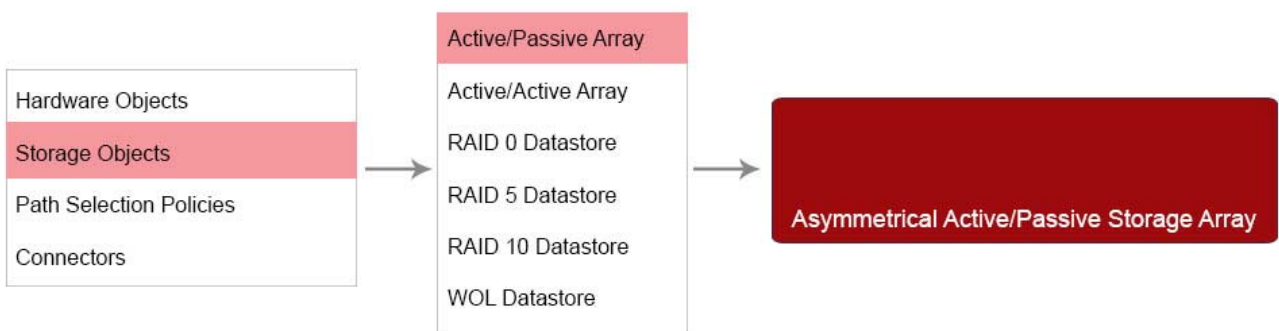 Hardware Objects
Storage Objects
Path Selection Policies
Connectors
Active/Passive Array
Active/Active Array
RAID 0 Datastore
RAID 5 Datastore
RAID 10 Datastore
WOL Datastore
Asymmetrical Active/Passive Storage Array